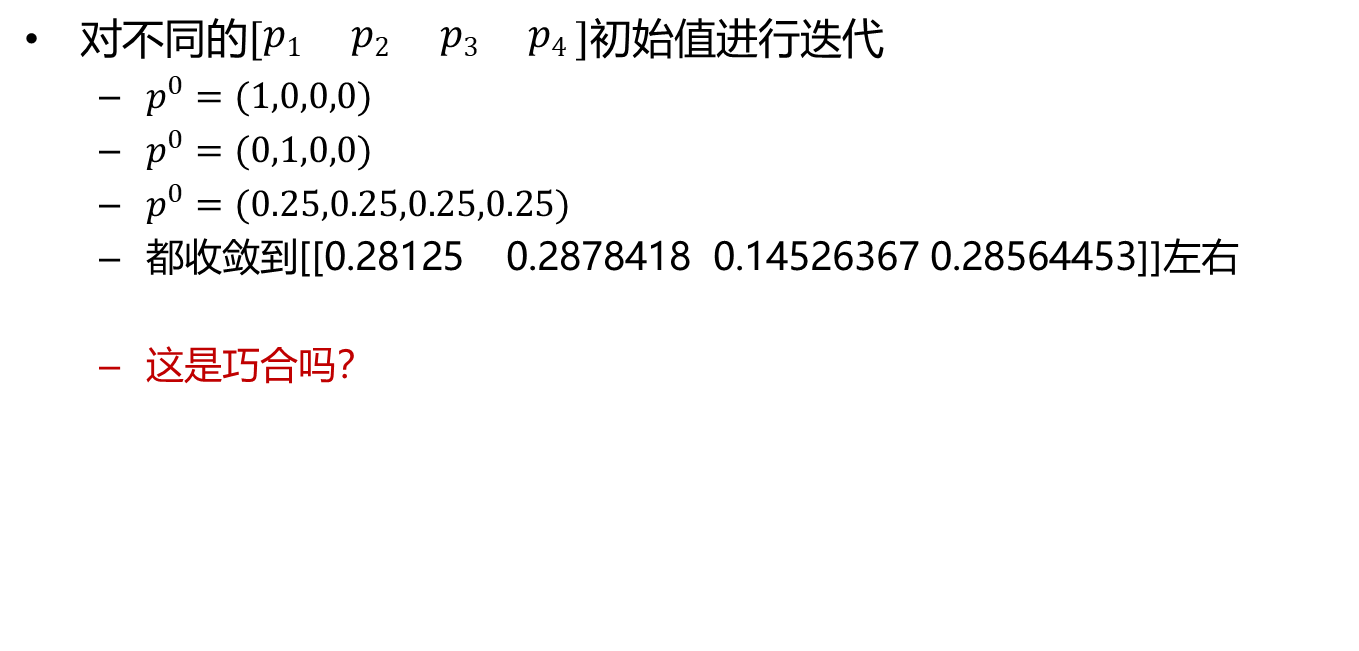 • 对不同的[𝑝₁ 𝑝₂ 𝑝₃ 𝑝₄]初始值进行迭代
– 𝑝⁰ = (1,0,0,0)
– 𝑝⁰ = (0,1,0,0)
– 𝑝⁰ = (0.25,0.25,0.25,0.25)
– 都收敛到[[0.28125 0.2878418 0.14526367 0.28564453]]左右
– 这是巧合吗？